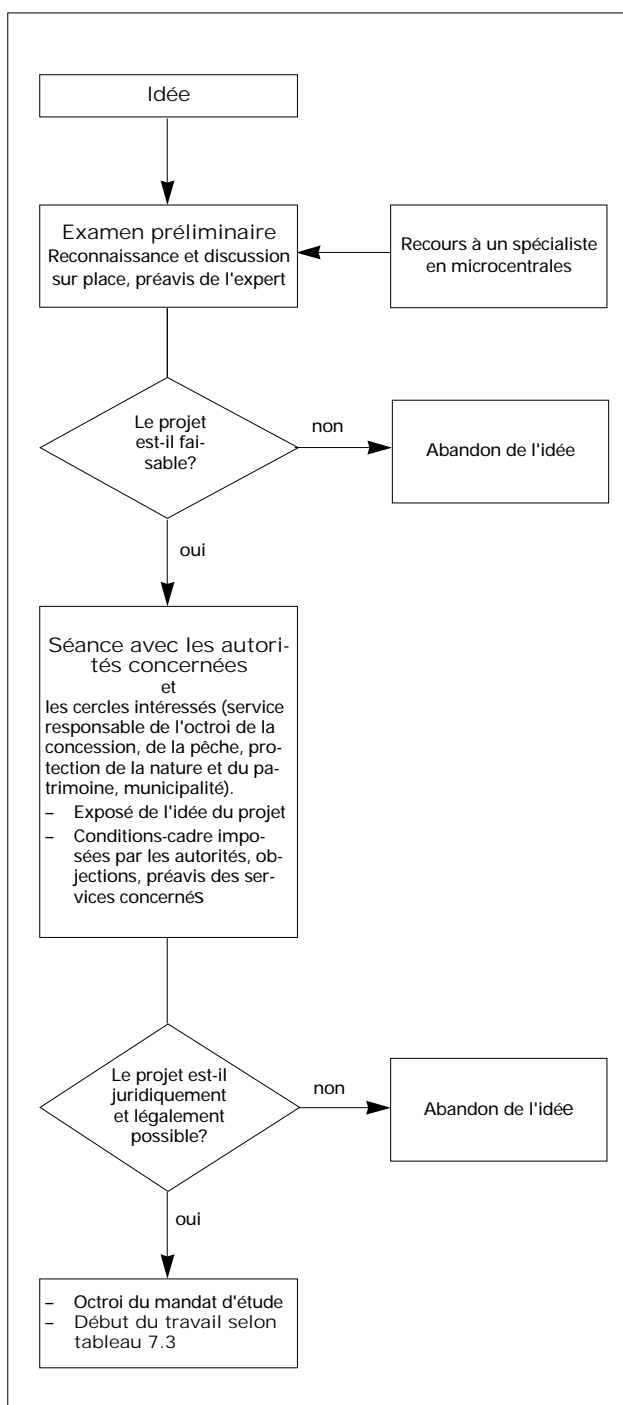 Idée
Examen préliminaire
Reconnaissance et discussion
sur place, préavis de l'expert
Recours à un spécialiste
en microcentrales
Le projet
est-il fai-
sable?
non
Abandon de l'idée
oui
Séance avec les autori-
tés concernées
et
les cercles intéressés (service
responsable de l'octroi de la
concession, de la pêche, pro-
tection de la nature et du pa-
trimoine, municipalité).
– Exposé de l'idée du projet
– Conditions-cadre impo-
sées par les autorités, ob-
jections, préavis des ser-
vices concernés
Le projet est-il
juridiquement
et légalement
possible?
non
Abandon de l'idée
oui
– Octroi du mandat d'étude
– Début du travail selon
tableau 7.3